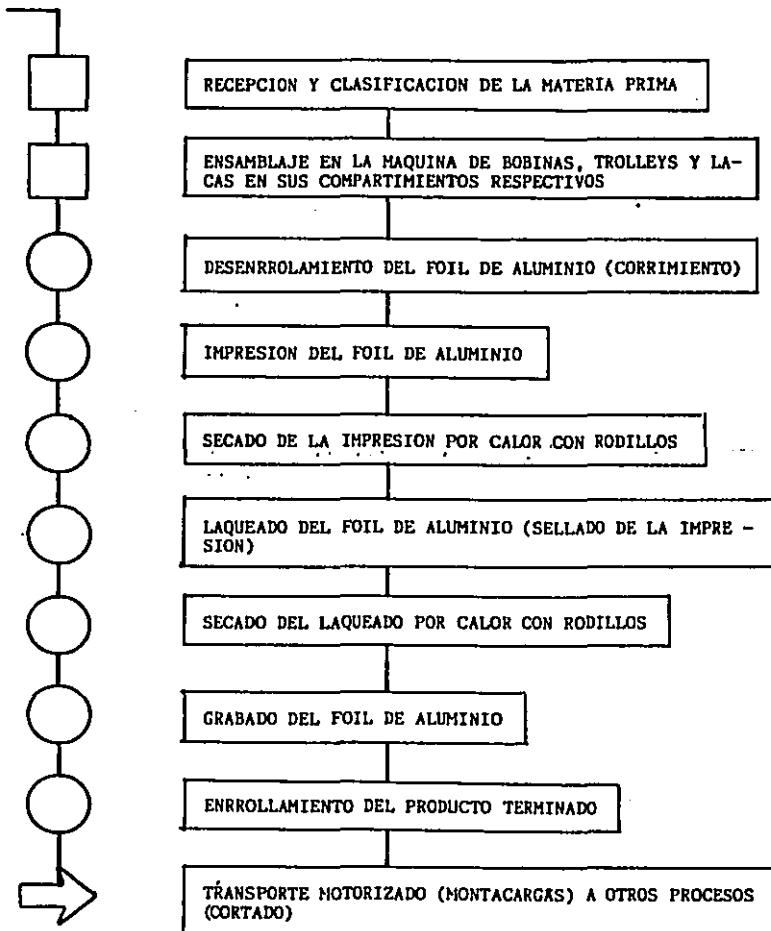 RECEPCION Y CLASIFICACION DE LA MATERIA PRIMA
ENSAMBLAJE EN LA MAQUINA DE BOBINAS, TROLLEYS Y LA-
CAS EN SUS COMPARTIMIENTOS RESPECTIVOS
DESENRROLAMIENTO DEL FOIL DE ALUMINIO (CORRIMIENTO)
IMPRESION DEL FOIL DE ALUMINIO
SECADO DE LA IMPRESION POR CALOR CON RODILLOS
LAQUEADO DEL FOIL DE ALUMINIO (SELLADO DE LA IMPRE -
SION)
SECADO DEL LAQUEADO POR CALOR CON RODILLOS
GRABADO DEL FOIL DE ALUMINIO
ENRROLLAMIENTO DEL PRODUCTO TERMINADO
TRANSPORTE MOTORIZADO (MONTACARGAS) A OTROS PROCESOS
(CORTADO)